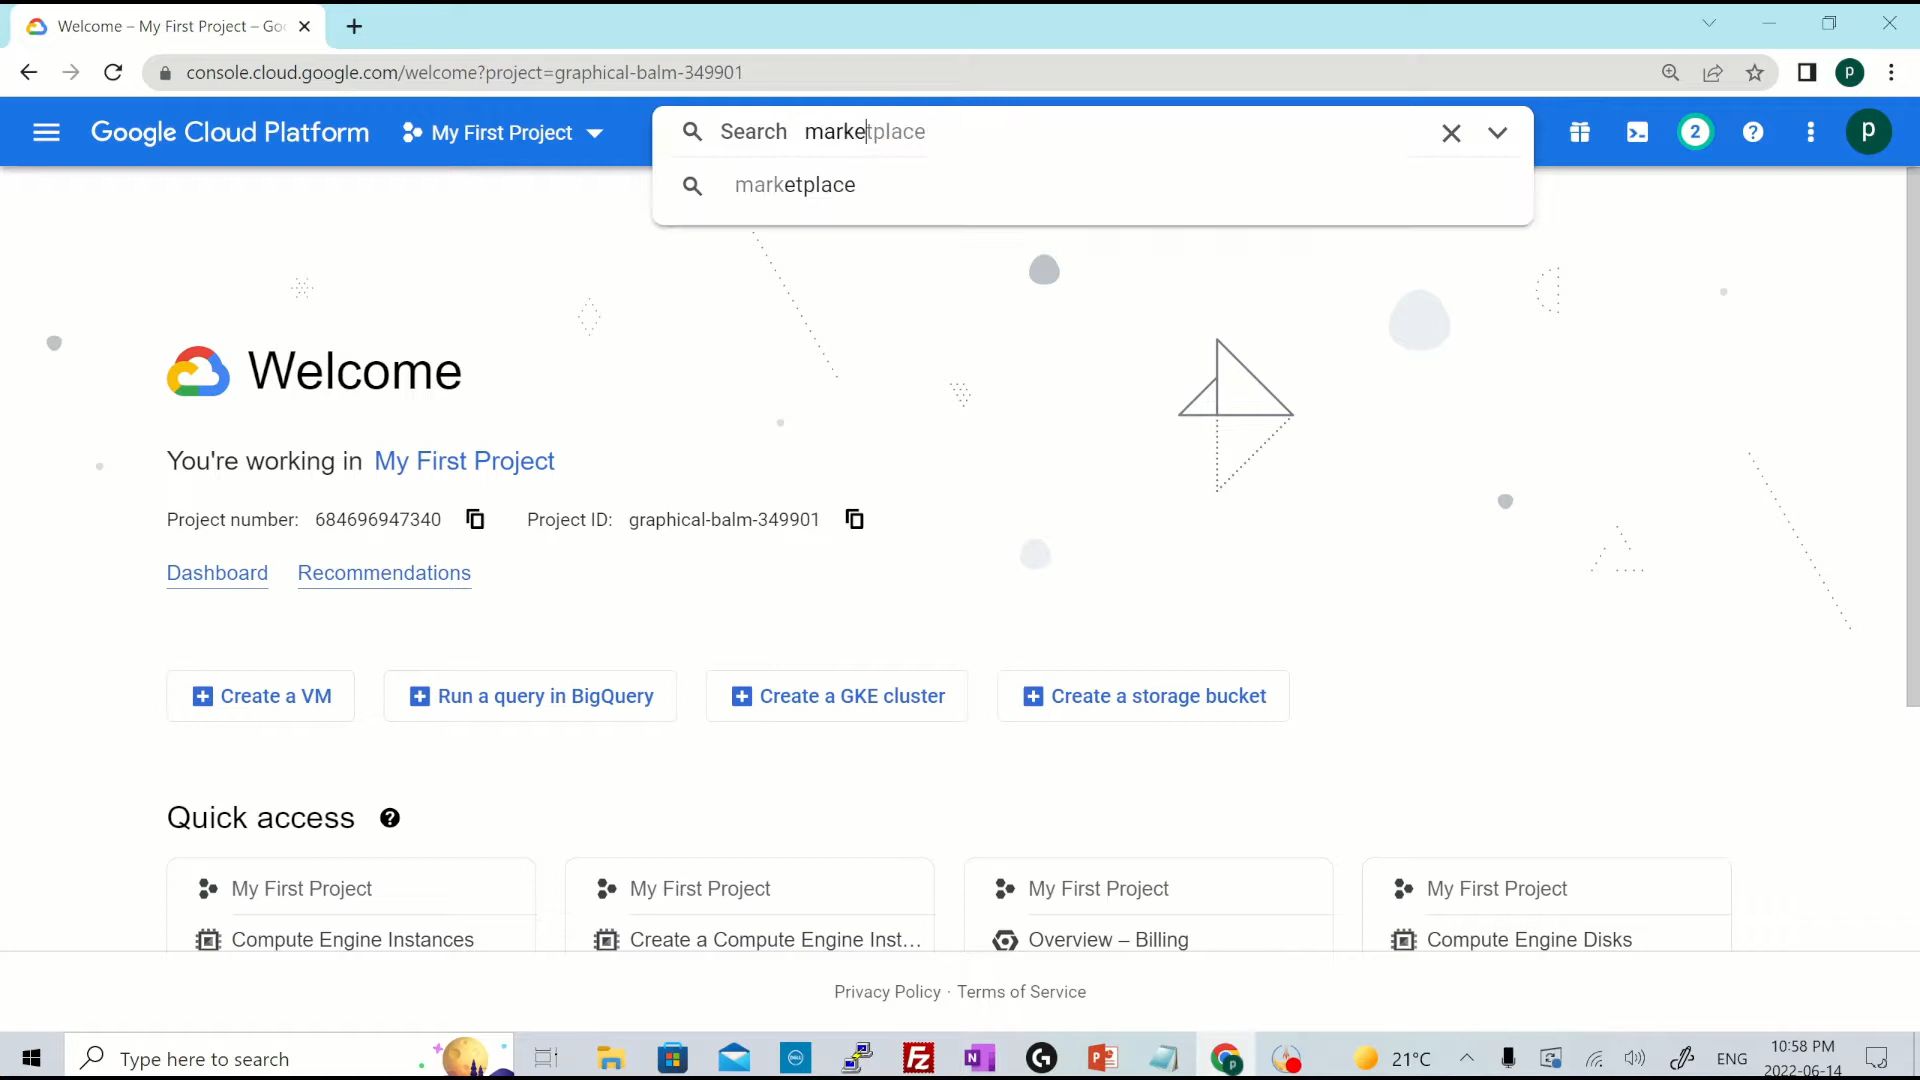 Welcome – My First Project – Goo
console.cloud.google.com/welcome?project=graphical-balm-349901
p
Google Cloud Platform
My First Project
Search marketplace
2
p
marketplace
Welcome
You're working in My First Project
Project number: 684696947340
Project ID: graphical-balm-349901
Dashboard
Recommendations
Create a VM
Run a query in BigQuery
Create a GKE cluster
Create a storage bucket
Quick access
My First Project
Compute Engine Instances
My First Project
Create a Compute Engine Inst...
My First Project
Overview – Billing
My First Project
Compute Engine Disks
Privacy Policy · Terms of Service
Type here to search
21°C
ENG
10:58 PM
2022-06-14